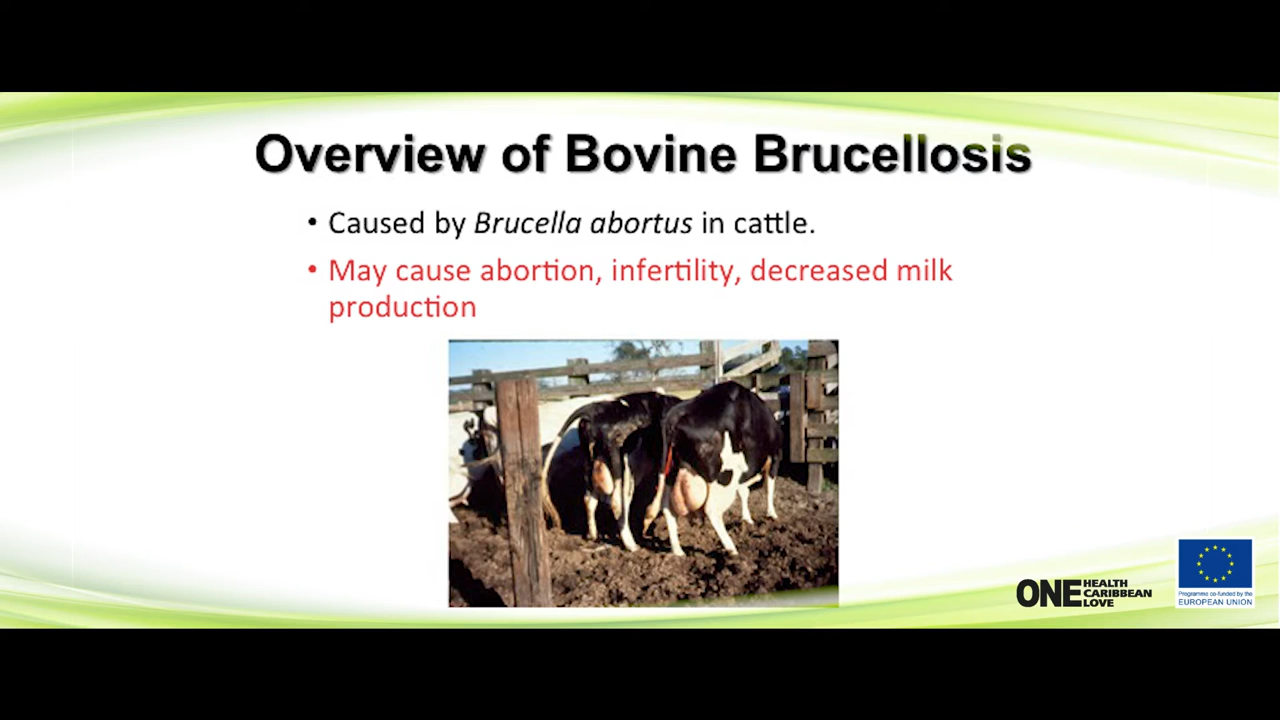 Overview of Bovine Brucellosis
• Caused by Brucella abortus in cattle.
• May cause abortion, infertility, decreased milk
production
ONE HEALTH
CARIBBEAN
LOVE
Programme co-funded by the
EUROPEAN UNION